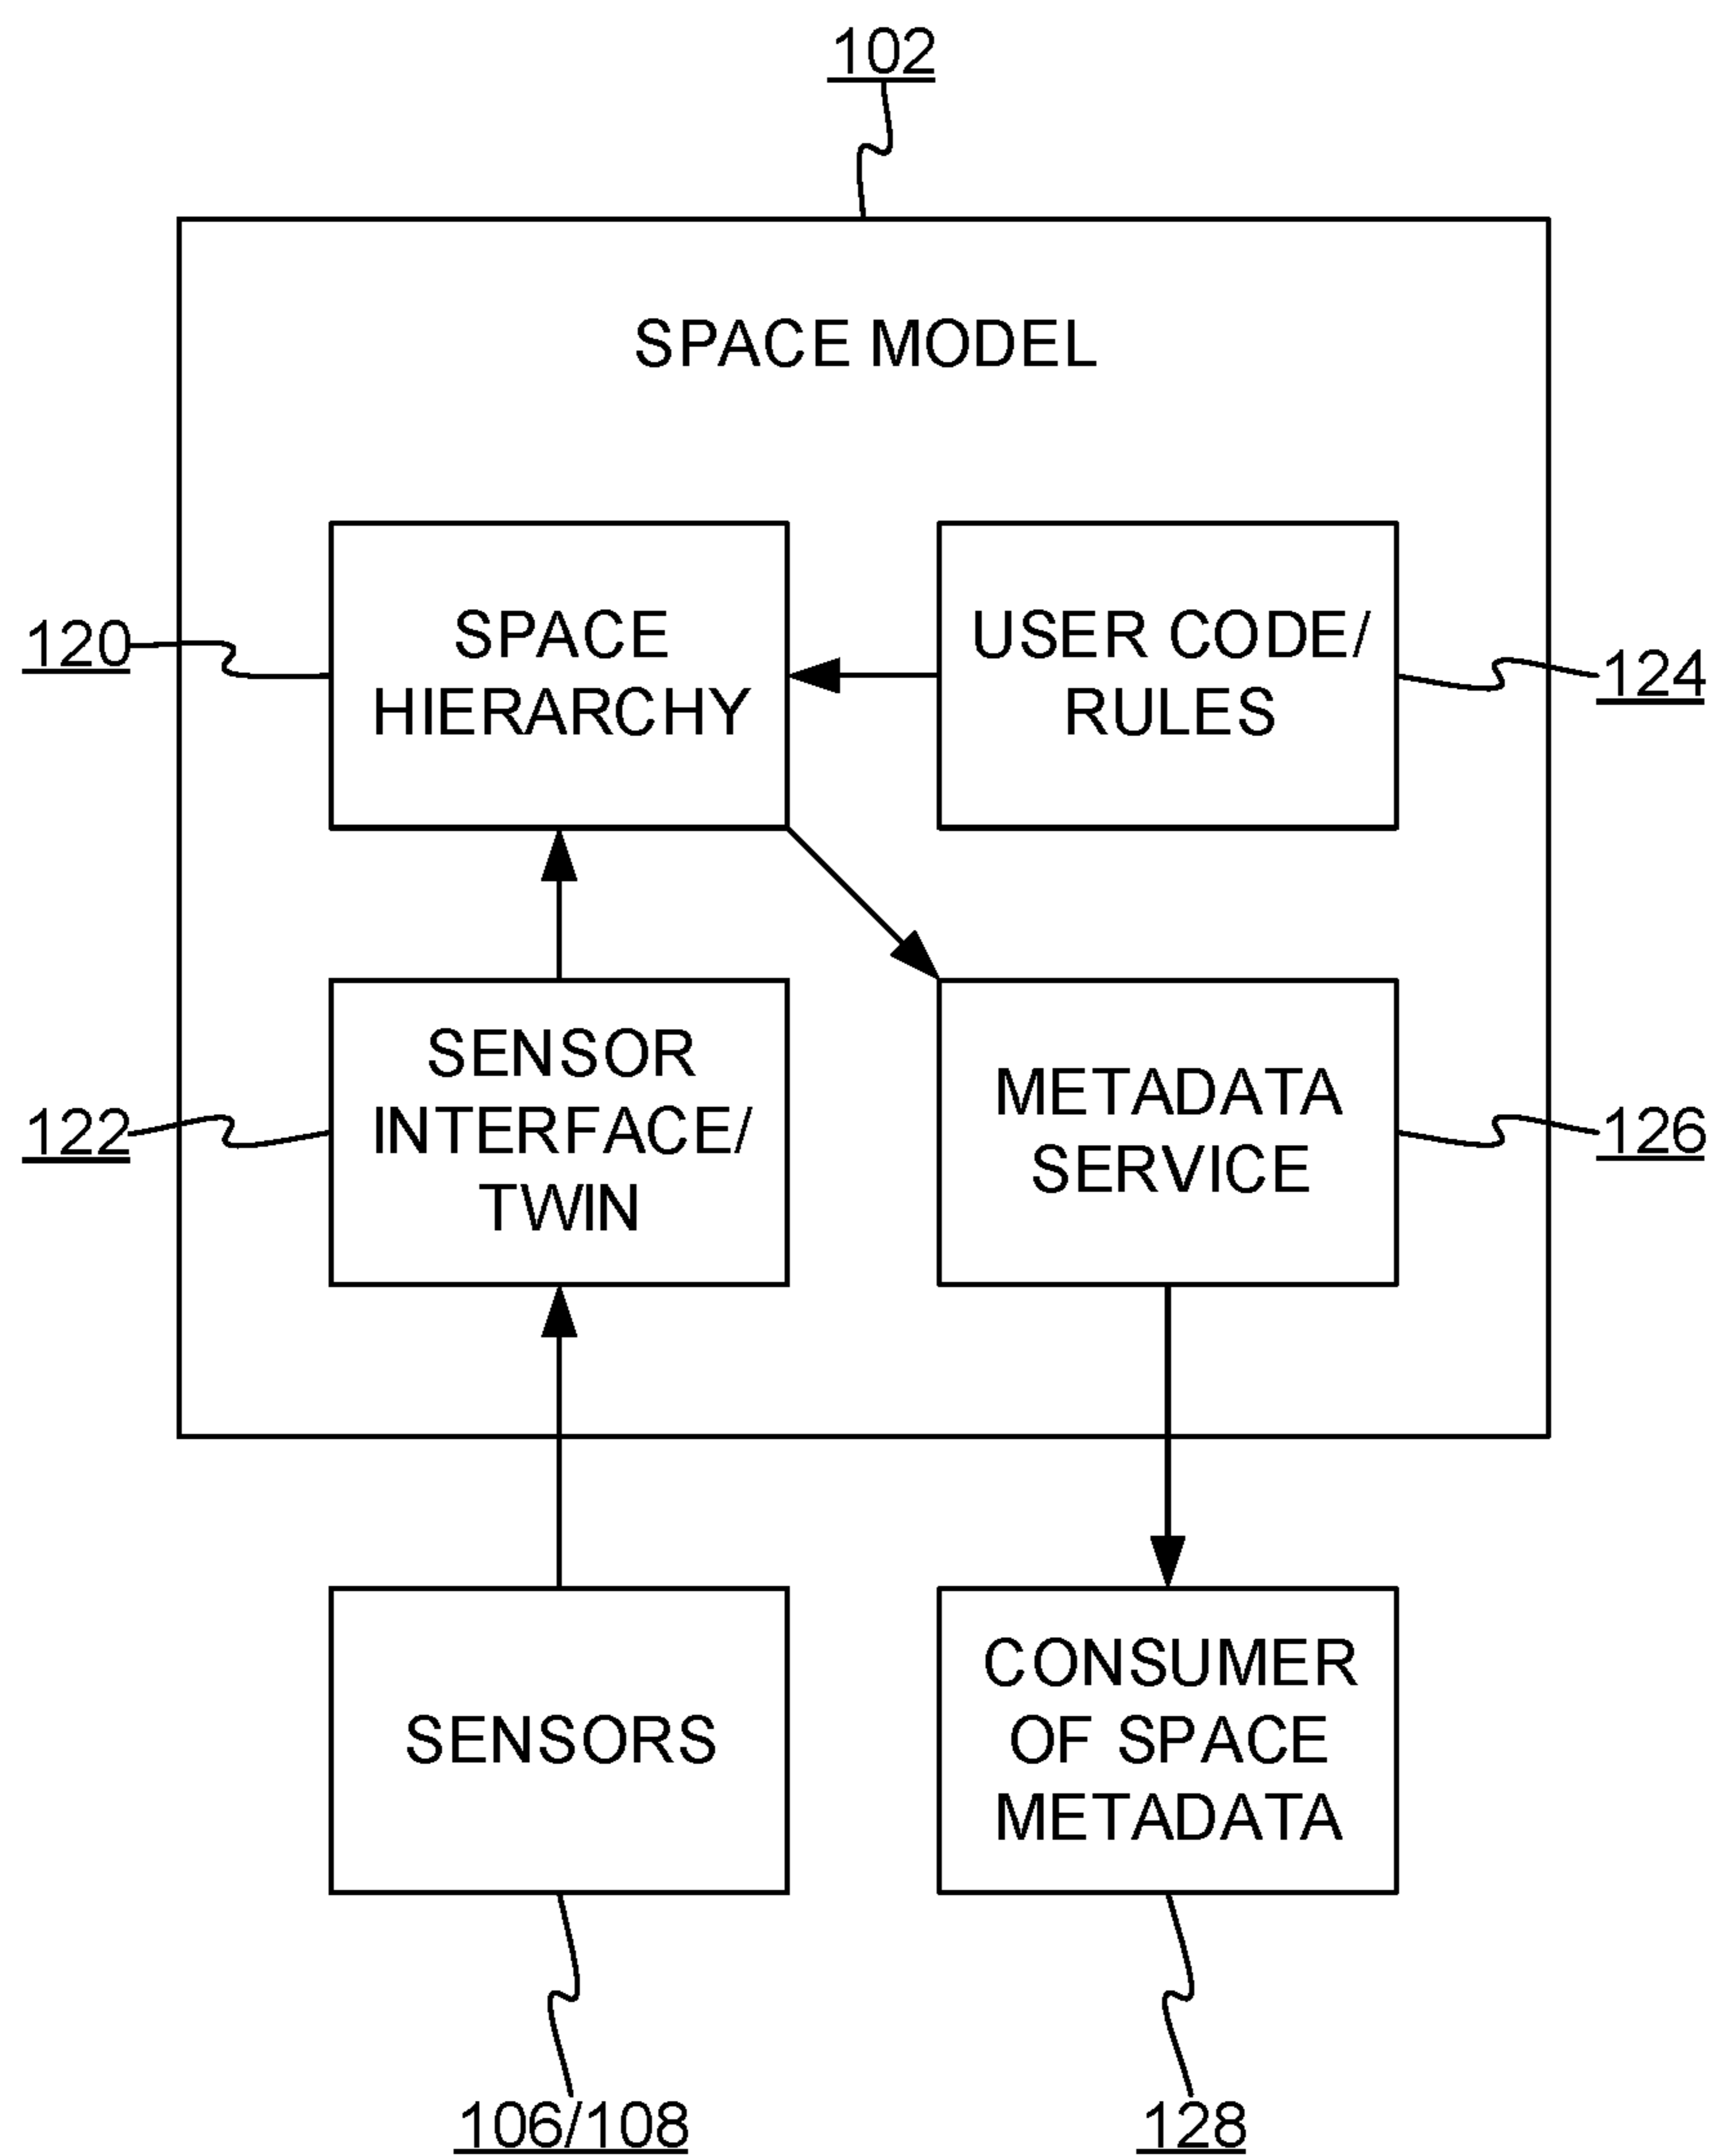 102
SPACE MODEL
SPACE
HIERARCHY
USER CODE/
RULES
120
124
SENSOR
INTERFACE/
TWIN
METADATA
SERVICE
122
126
SENSORS
CONSUMER
OF SPACE
METADATA
106/108
128